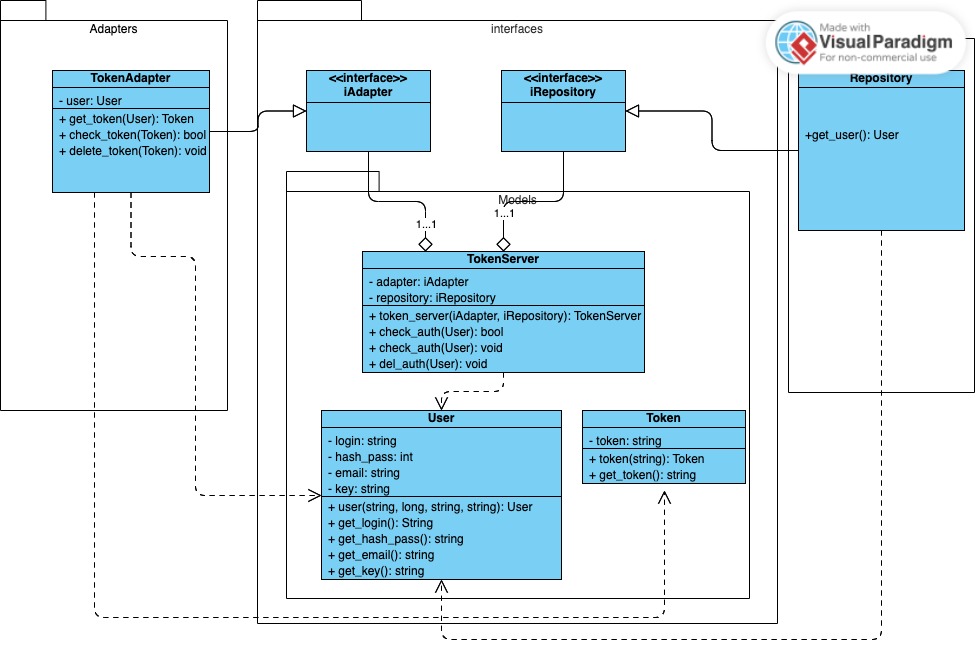 Adapters
interfaces
Made with
VisualParadigm
For non-commercial use
TokenAdapter
- user: User
+ get_token(User): Token
+ check_token(Token): bool
+ delete_token(Token): void
<<interface>>
iAdapter
<<interface>>
iRepository
Repository
+get_user(): User
Models
1...1
1...1
TokenServer
- adapter: iAdapter
- repository: iRepository
+ token_server(iAdapter, iRepository): TokenServer
+ check_auth(User): bool
+ check_auth(User): void
+ del_auth(User): void
User
- login: string
- hash_pass: int
- email: string
- key: string
+ user(string, long, string, string): User
+ get_login(): String
+ get_hash_pass(): string
+ get_email(): string
+ get_key(): string
Token
- token: string
+ token(string): Token
+ get_token(): string